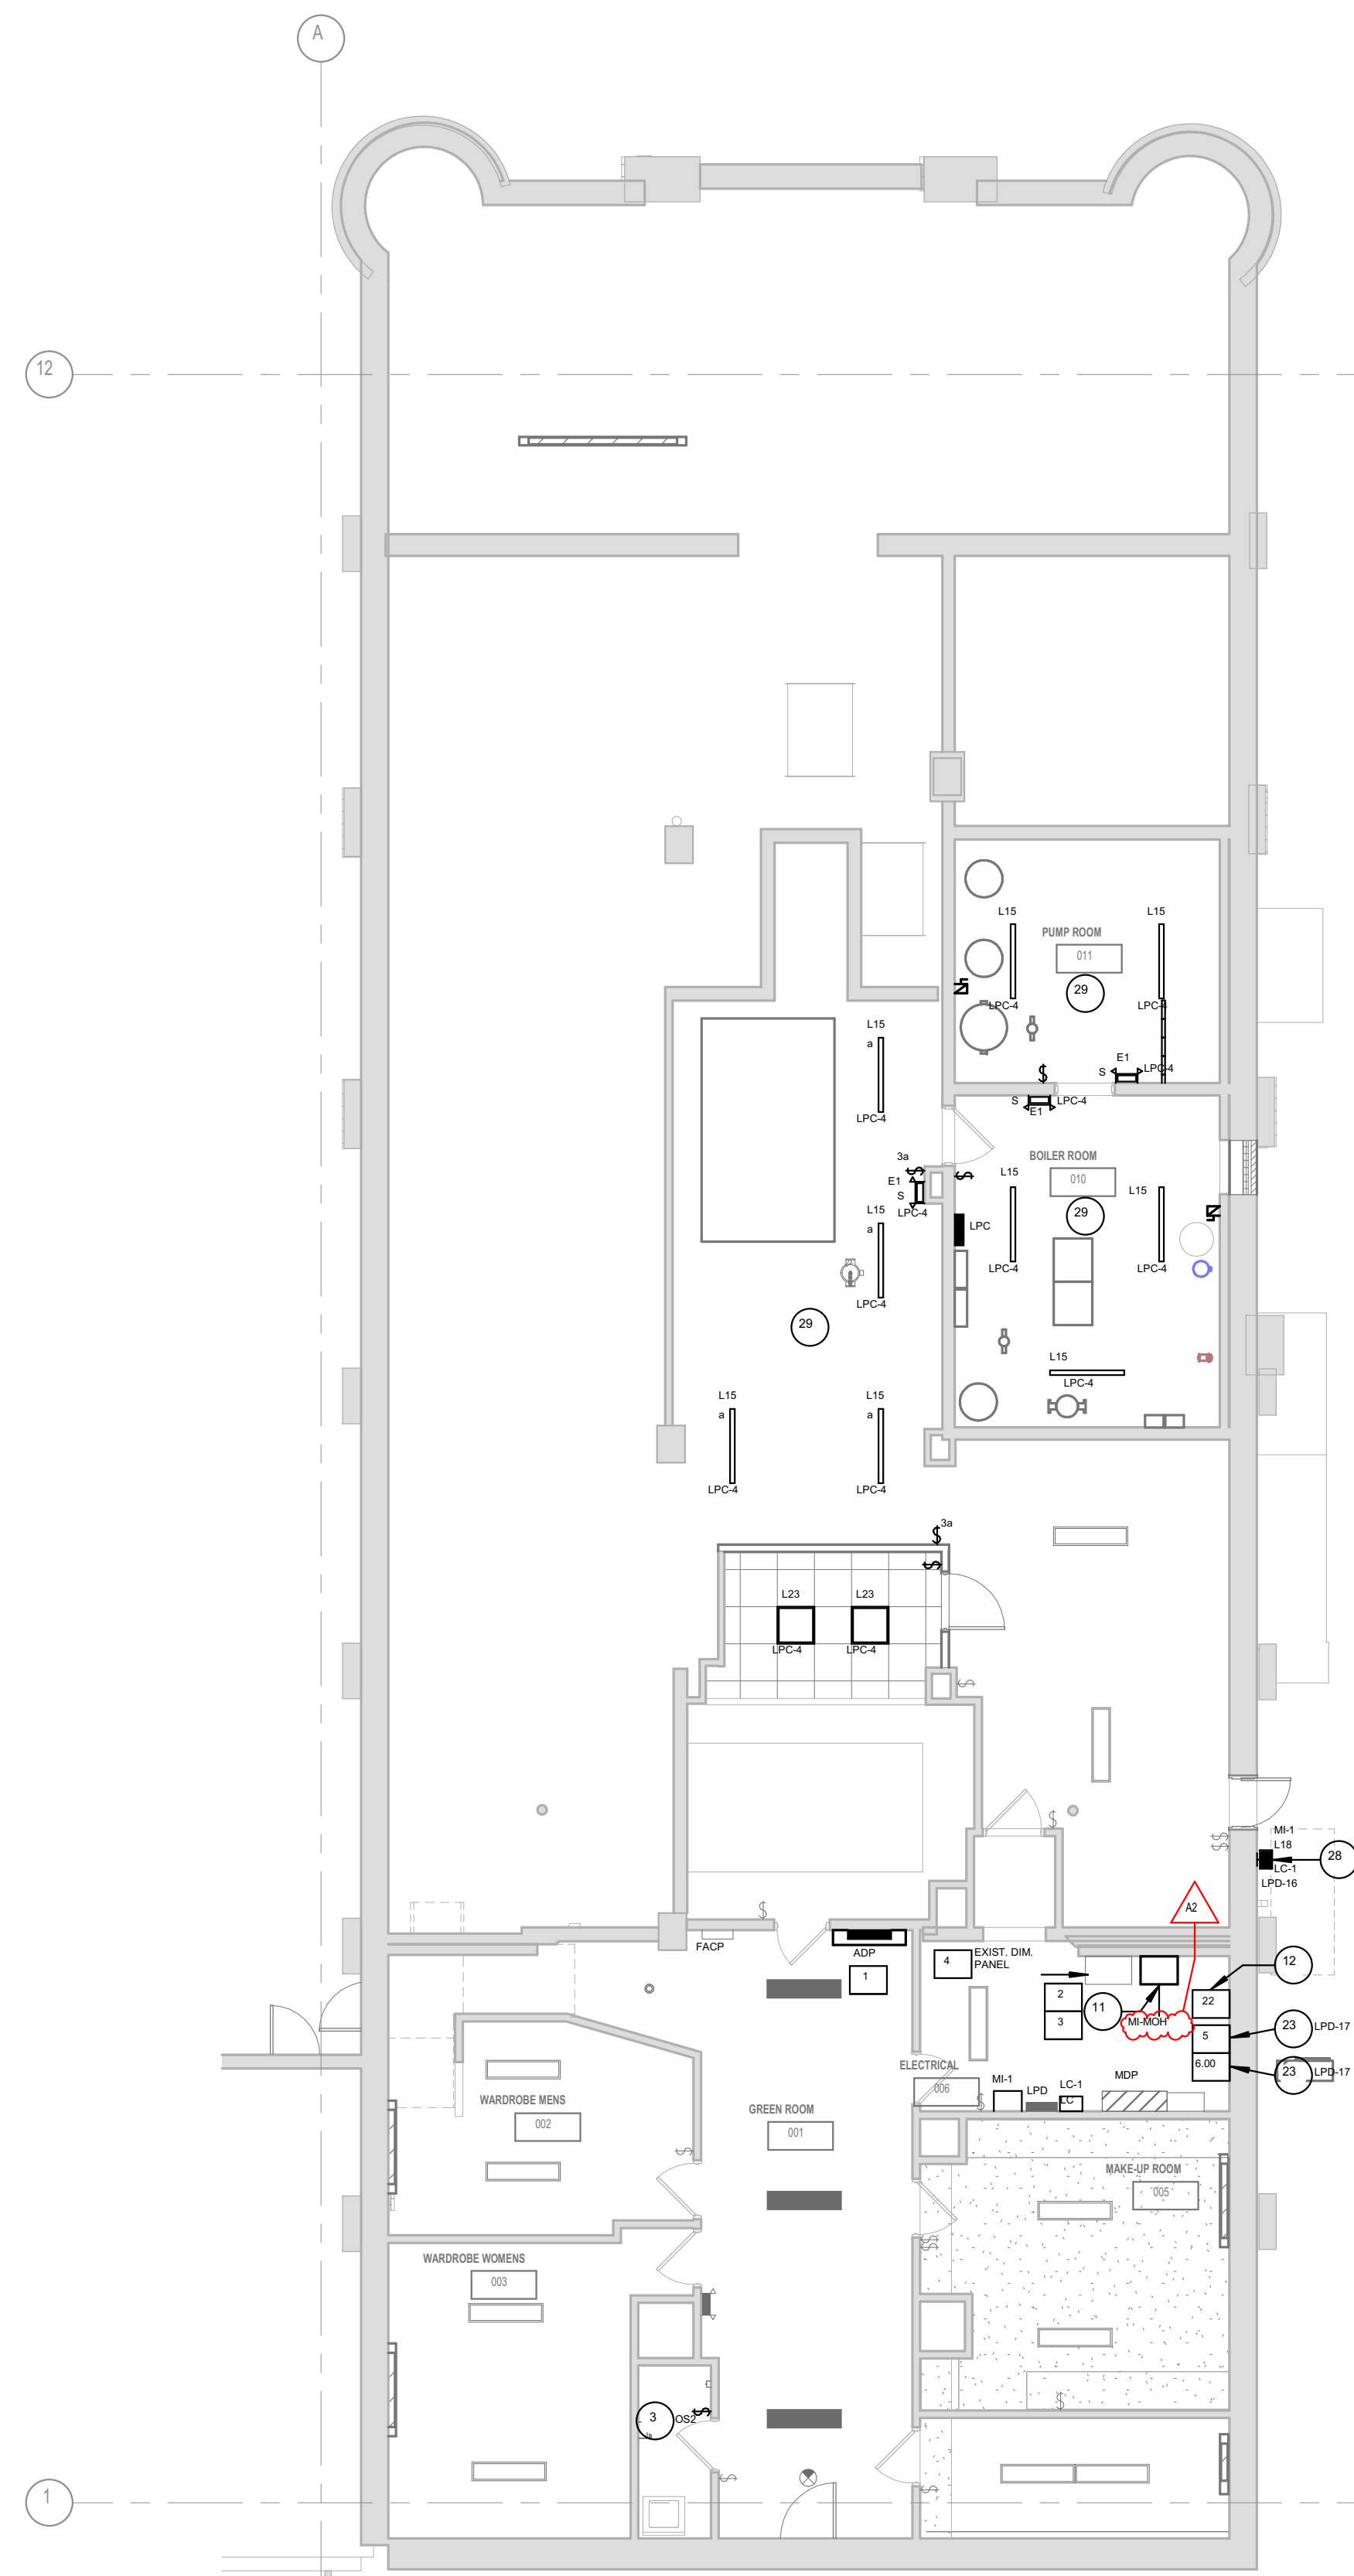 A
12
L15
L15
PUMP ROOM
011
29
LPC-4
LPC-4
L15
a
E1
S
LPC-4
S
E1
LPC-4
LPC-4
3a
BOILER ROOM
E1
S
LPC-4
L15
010
L15
L15
a
29
LPC
LPC-4
LPC-4
LPC-4
29
L15
LPC-4
L15
a
L15
a
LPC-4
LPC-4
3a
L23
L23
LPC-4
LPC-4
MI-1
L18
28
LC-1
LPD-16
A2
FACP
ADP
EXIST. DIM.
PANEL
4
12
1
2
22
11
3
MI-MOH
23
LPD-17
5
6.00
23
LPD-17
ELECTRICAL
006
MI-1
LPD
LC-1
LC
MDP
WARDROBE MENS
002
GREEN ROOM
001
MAKE-UP ROOM
005
WARDROBE WOMENS
003
3
OS2
1